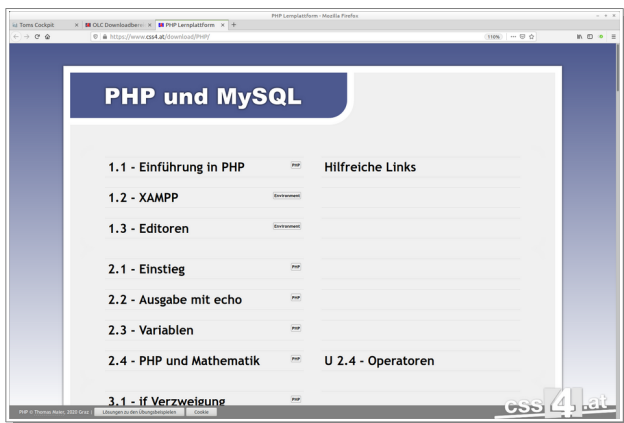 PHP Lernplattform - Mozilla Firefox
Tems Cockpit × OLC Downloadberei × PHP Lernplattform × +
https://www.css4.at/download/PHP/ 110%
PHP und MySQL
1.1 - Einführung in PHP PHP Hilfreiche Links
1.2 - XAMPP Environment
1.3 - Editoren Environment
2.1 - Einstieg PHP
2.2 - Ausgabe mit echo PHP
2.3 - Variablen PHP
2.4 - PHP und Mathematik PHP U 2.4 - Operatoren
3.1 - if Verzweigung PHP
css 4 .at
PHP © Thomas Maier, 2020 Graz | Lösungen zu den Übungsbeispielen Cookie